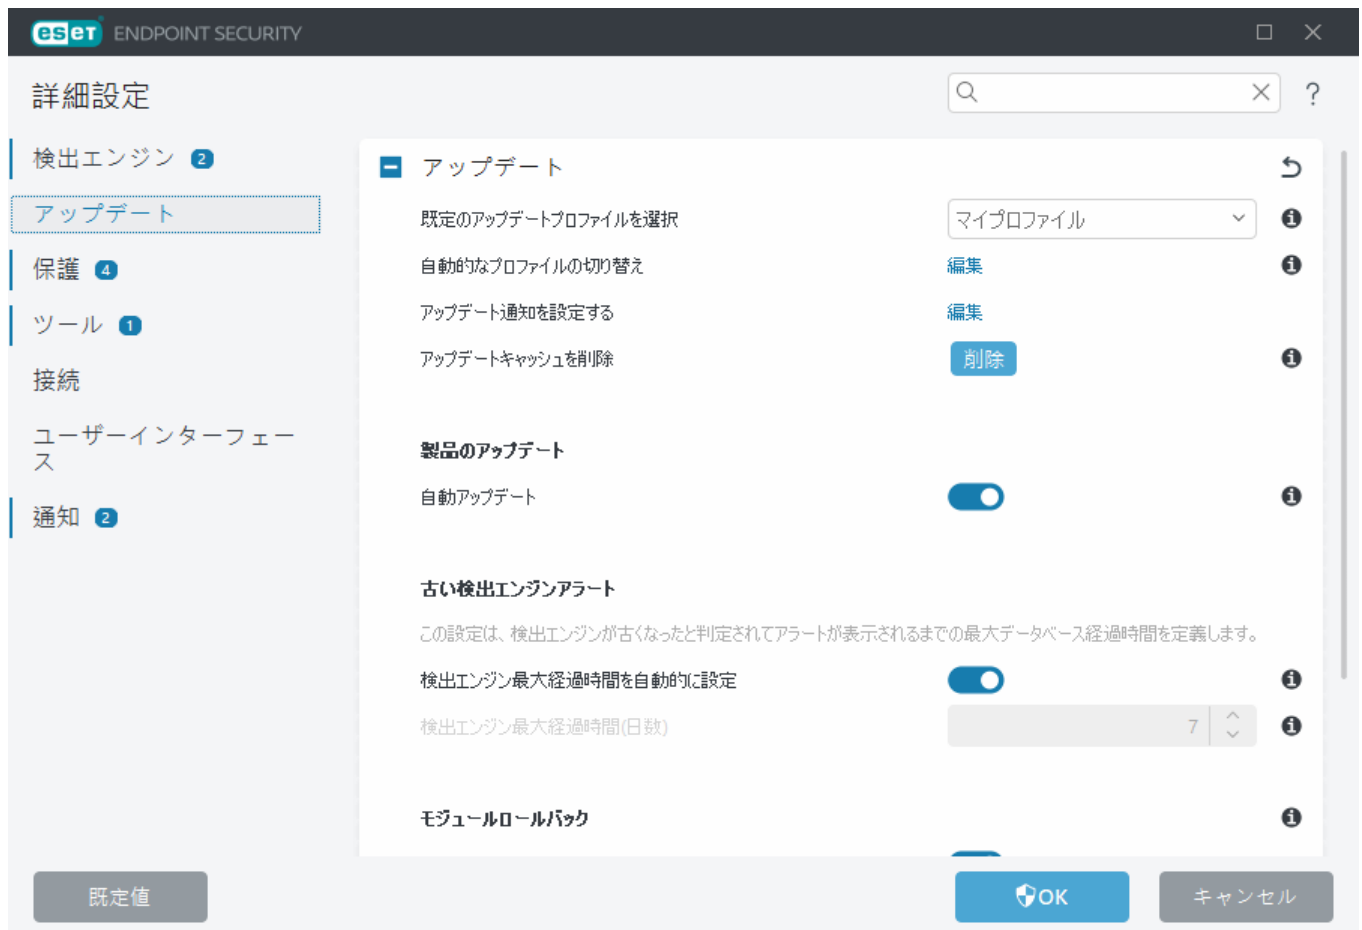 eset ENDPOINT SECURITY
詳細設定
?
検出エンジン 2
アップデート
保護 4
ツール 1
接続
ユーザーインターフェー
ス
通知 2
アップデート
既定のアップデートプロファイルを選択 マイプロファイル
自動的なプロファイルの切り替え 編集
アップデート通知を設定する 編集
アップデートキャッシュを削除 削除
製品のアップデート
自動アップデート
古い検出エンジンアラート
この設定は、検出エンジンが古くなったと判定されてアラートが表示されるまでの最大データベース経過時間を定義します。
検出エンジン最大経過時間を自動的に設定
検出エンジン最大経過時間(日数) 7
モジュールロールバック
既定値 OK キャンセル